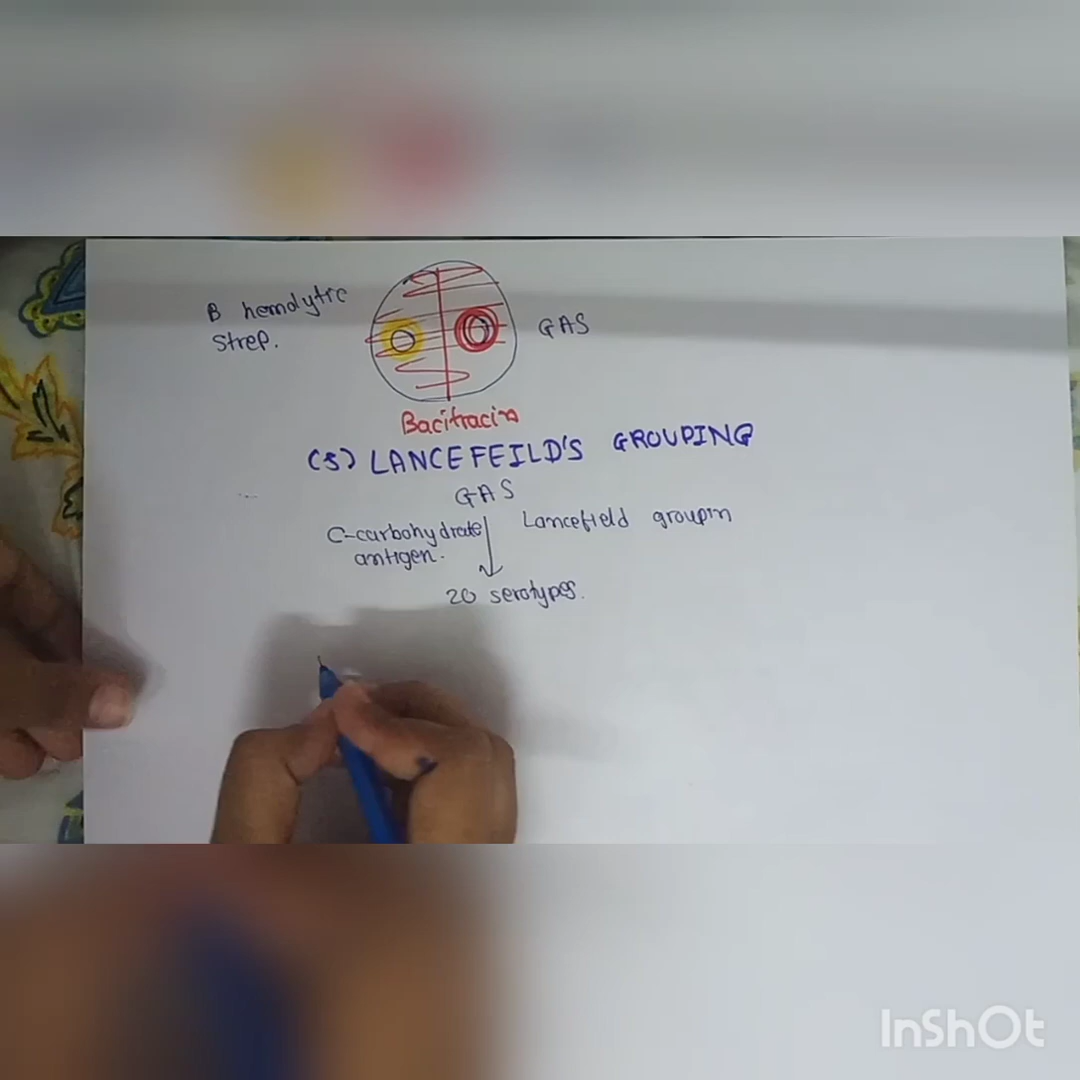 B hemolytic
strep.
GAS
Bacitracin
(5) LANCEFEILD'S GROUPING
GAS
C-carbohydrate
antigen.
Lancefield groupin
20 serotypes.
InShOt